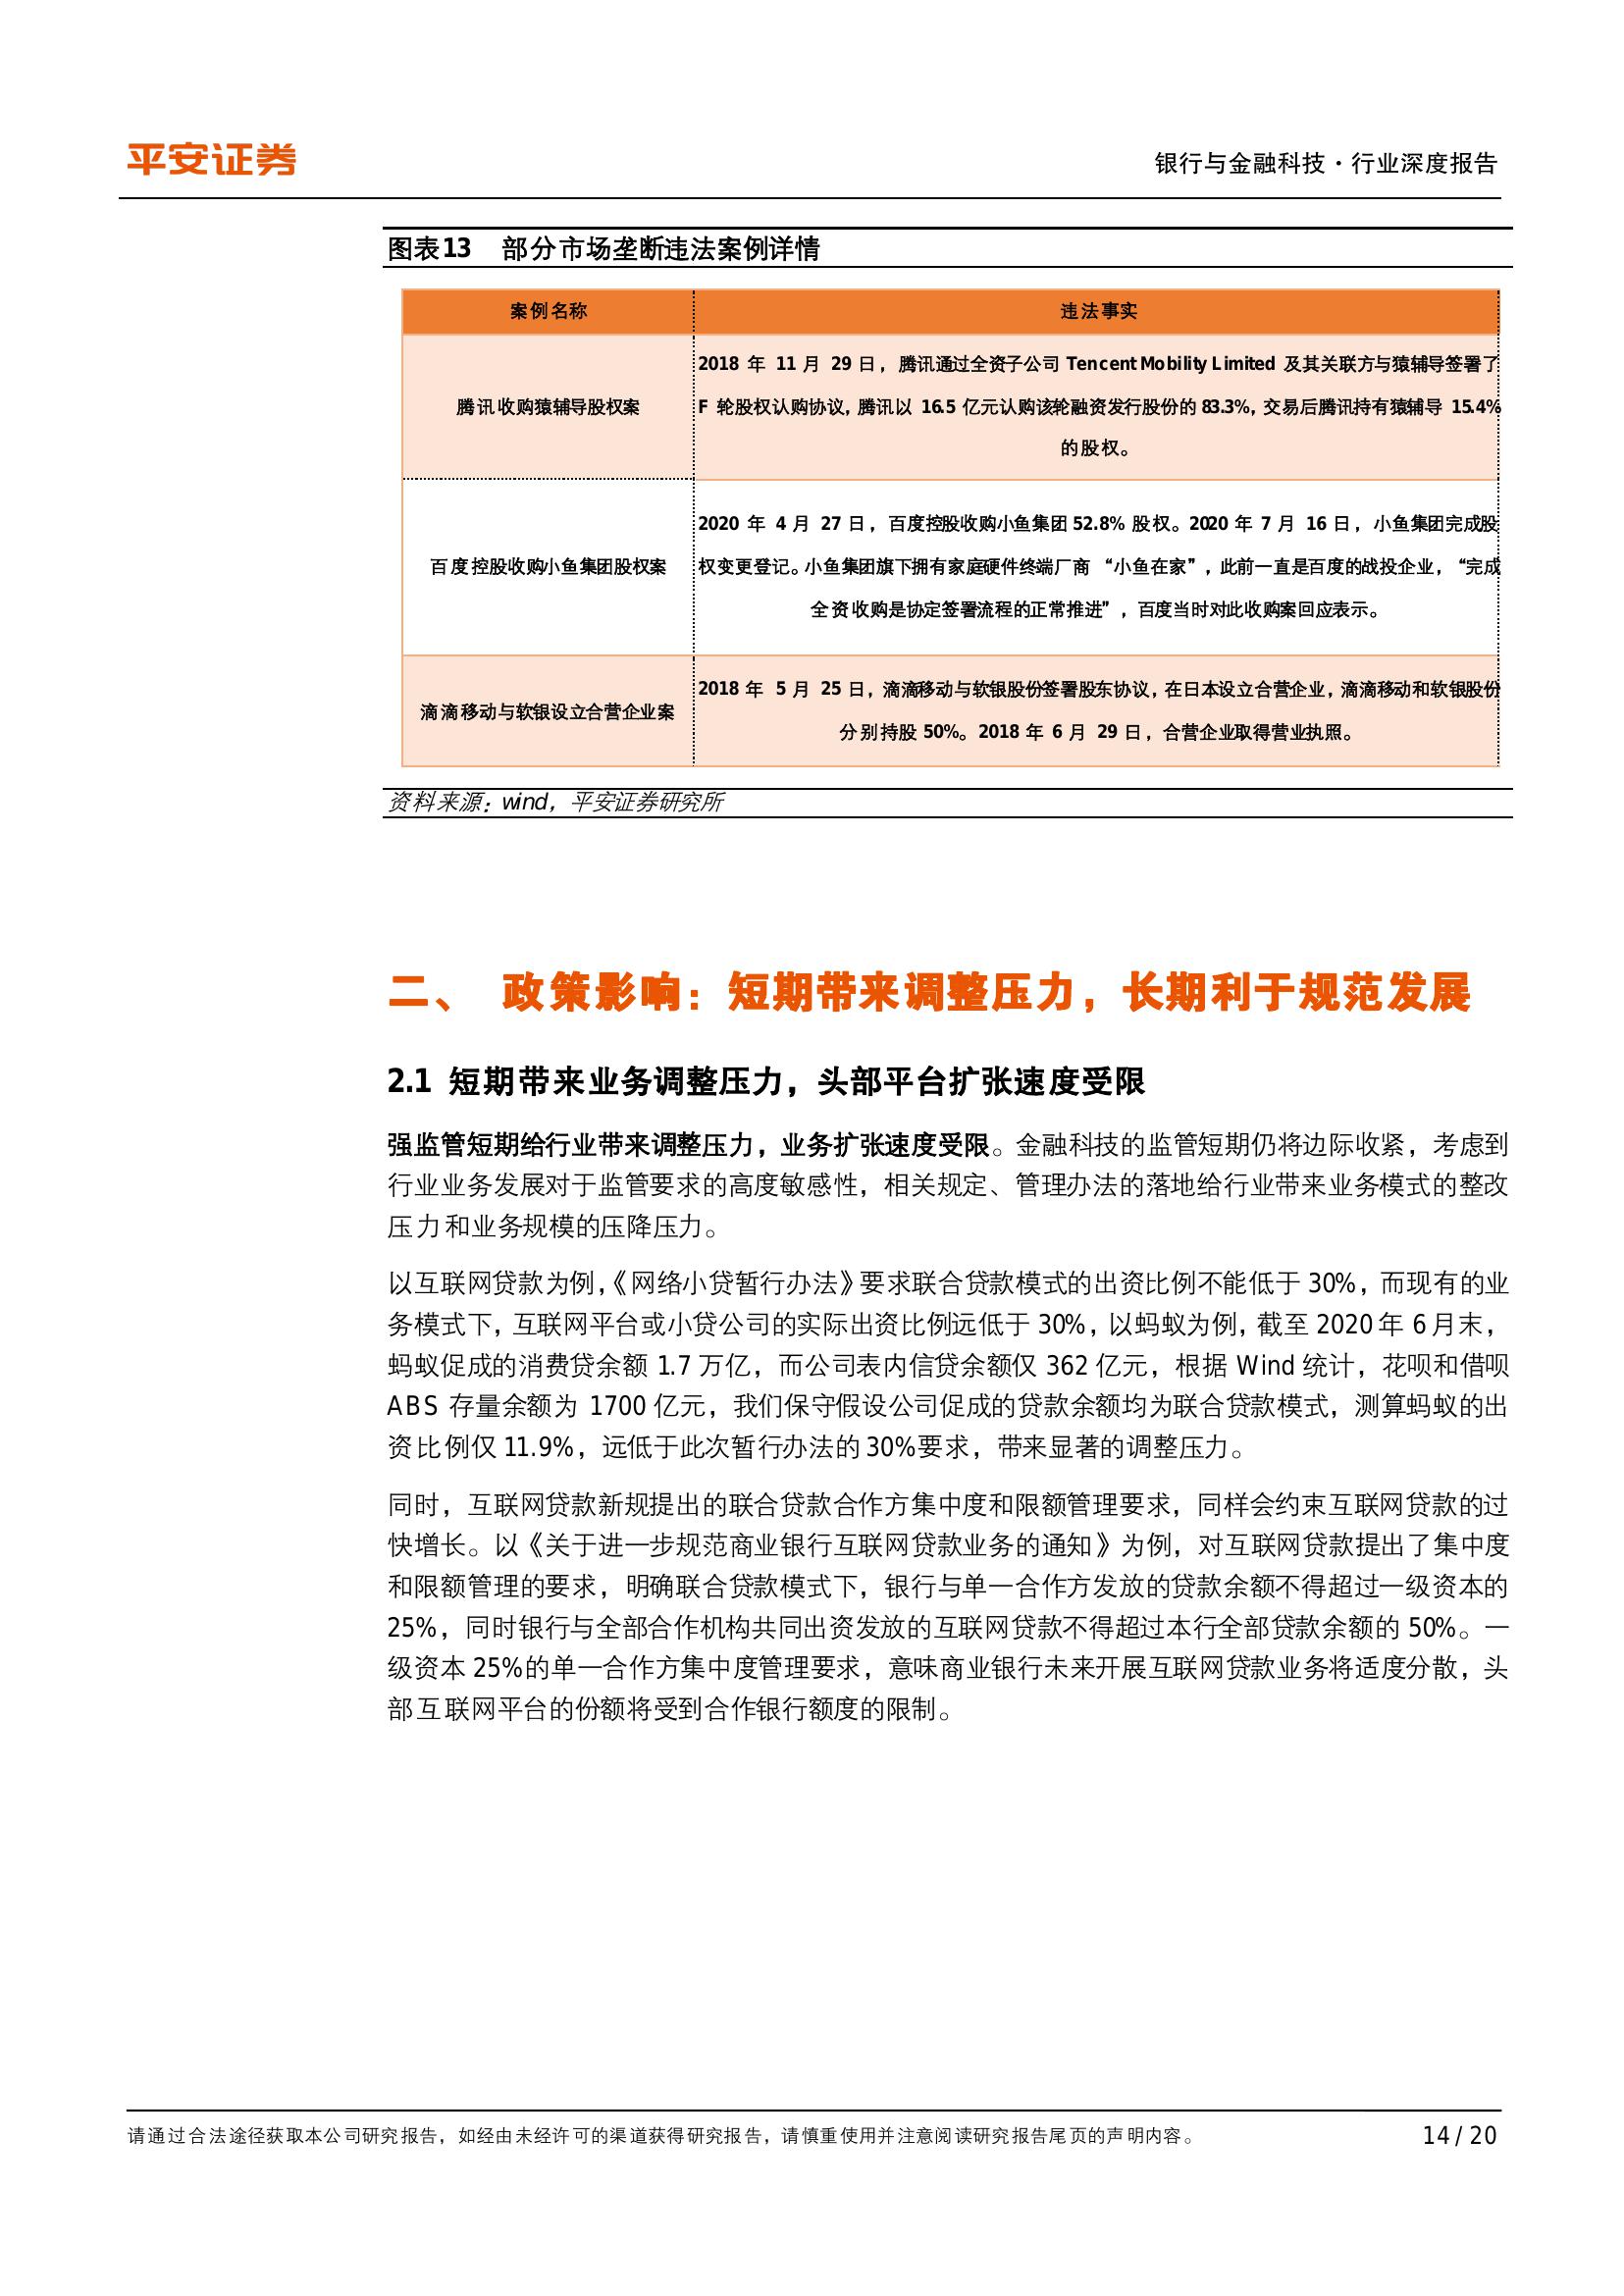 平安证券
银行与金融科技·行业深度报告
图表13 部分市场垄断违法案例详情
案例名称 违法事实
2018 年 11 月 29 日，腾讯通过全资子公司 Tencent Mobility Limited 及其关联方与猿辅导签署了
腾讯收购猿辅导股权案 F 轮股权认购协议，腾讯以 16.5 亿元认购该轮融资发行股份的 83.3%，交易后腾讯持有猿辅导 15.4%
的股权。
2020 年 4 月 27 日，百度控股收购小鱼集团 52.8% 股权。2020 年 7 月 16 日，小鱼集团完成股
百度控股收购小鱼集团股权案 权变更登记。小鱼集团旗下拥有家庭硬件终端厂商 “小鱼在家”，此前一直是百度的战投企业，“完成
全资收购是协定签署流程的正常推进”，百度当时对此收购案回应表示。
2018 年 5 月 25 日，滴滴移动与软银股份签署股东协议，在日本设立合营企业，滴滴移动和软银股份
滴滴移动与软银设立合营企业案
分别持股 50%。2018 年 6 月 29 日，合营企业取得营业执照。
资料来源：wind，平安证券研究所
二、 政策影响：短期带来调整压力，长期利于规范发展
2.1 短期带来业务调整压力，头部平台扩张速度受限
强监管短期给行业带来调整压力，业务扩张速度受限。金融科技的监管短期仍将边际收紧，考虑到
行业业务发展对于监管要求的高度敏感性，相关规定、管理办法的落地给行业带来业务模式的整改
压力和业务规模的压降压力。
以互联网贷款为例，《网络小贷暂行办法》要求联合贷款模式的出资比例不能低于 30%，而现有的业
务模式下，互联网平台或小贷公司的实际出资比例远低于 30%，以蚂蚁为例，截至 2020 年 6 月末，
蚂蚁促成的消费贷余额 1.7 万亿，而公司表内信贷余额仅 362 亿元，根据 Wind 统计，花呗和借呗
ABS 存量余额为 1700 亿元，我们保守假设公司促成的贷款余额均为联合贷款模式，测算蚂蚁的出
资比例仅 11.9%，远低于此次暂行办法的 30%要求，带来显著的调整压力。
同时，互联网贷款新规提出的联合贷款合作方集中度和限额管理要求，同样会约束互联网贷款的过
快增长。以《关于进一步规范商业银行互联网贷款业务的通知》为例，对互联网贷款提出了集中度
和限额管理的要求，明确联合贷款模式下，银行与单一合作方发放的贷款余额不得超过一级资本的
25%，同时银行与全部合作机构共同出资发放的互联网贷款不得超过本行全部贷款余额的 50%。一
级资本 25%的单一合作方集中度管理要求，意味商业银行未来开展互联网贷款业务将适度分散，头
部互联网平台的份额将受到合作银行额度的限制。
请通过合法途径获取本公司研究报告，如经由未经许可的渠道获得研究报告，请慎重使用并注意阅读研究报告尾页的声明内容。 14 / 20